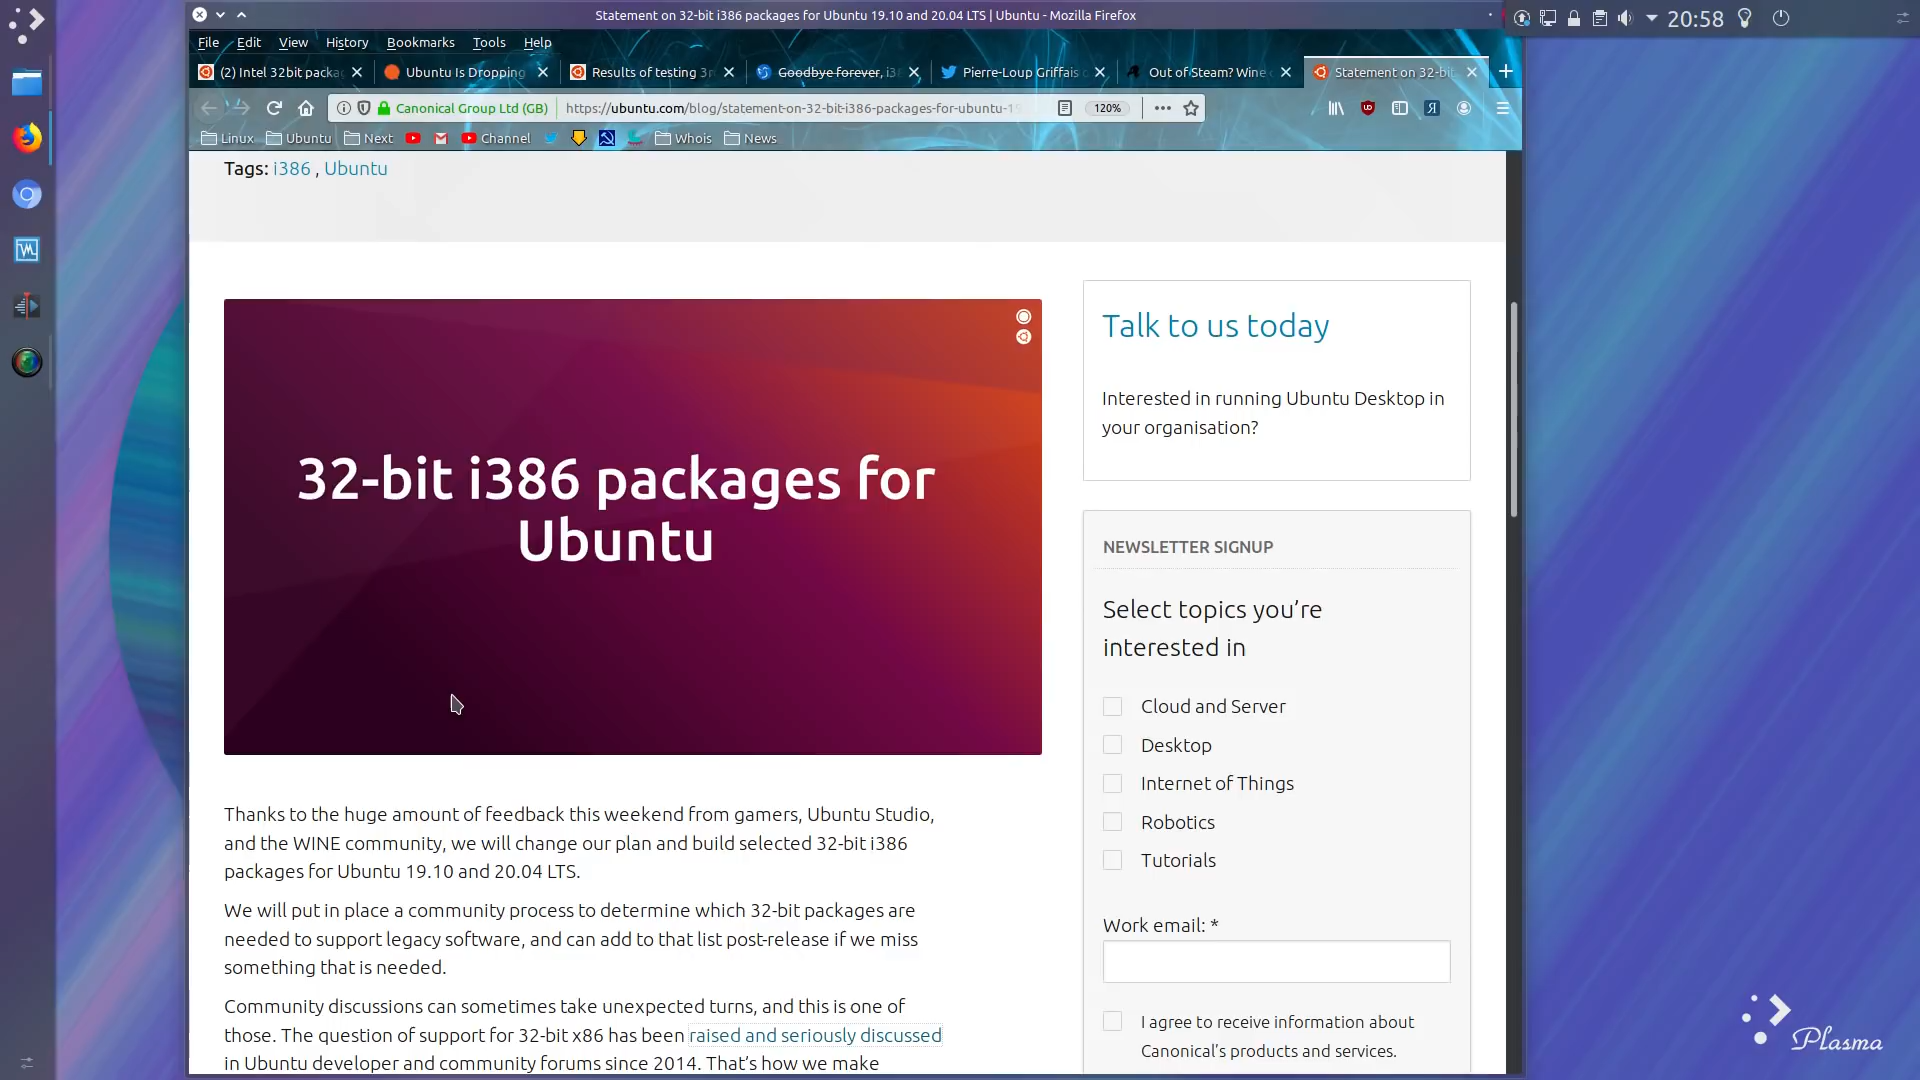 Statement on 32-bit i386 packages for Ubuntu 19.10 and 20.04 LTS | Ubuntu - Mozilla Firefox
20:58
File Edit View History Bookmarks Tools Help
(2) Intel 32bit packa
Ubuntu Is Dropping
Results of testing 3
Goodbye forever, i3
Pierre-Loup Griffais
Out of Steam? Wine
Statement on 32-bit
Canonical Group Ltd (GB)
https://ubuntu.com/blog/statement-on-32-bit-i386-packages-for-ubuntu-19
120%
Linux Ubuntu Next Channel Whois News
Tags: i386 , Ubuntu
32-bit i386 packages for
Ubuntu
Thanks to the huge amount of feedback this weekend from gamers, Ubuntu Studio,
and the WINE community, we will change our plan and build selected 32-bit i386
packages for Ubuntu 19.10 and 20.04 LTS.
We will put in place a community process to determine which 32-bit packages are
needed to support legacy software, and can add to that list post-release if we miss
something that is needed.
Community discussions can sometimes take unexpected turns, and this is one of
those. The question of support for 32-bit x86 has been raised and seriously discussed
in Ubuntu developer and community forums since 2014. That’s how we make
Talk to us today
Interested in running Ubuntu Desktop in
your organisation?
NEWSLETTER SIGNUP
Select topics you’re
interested in
Cloud and Server
Desktop
Internet of Things
Robotics
Tutorials
Work email: *
I agree to receive information about
Canonical’s products and services.
Plasma